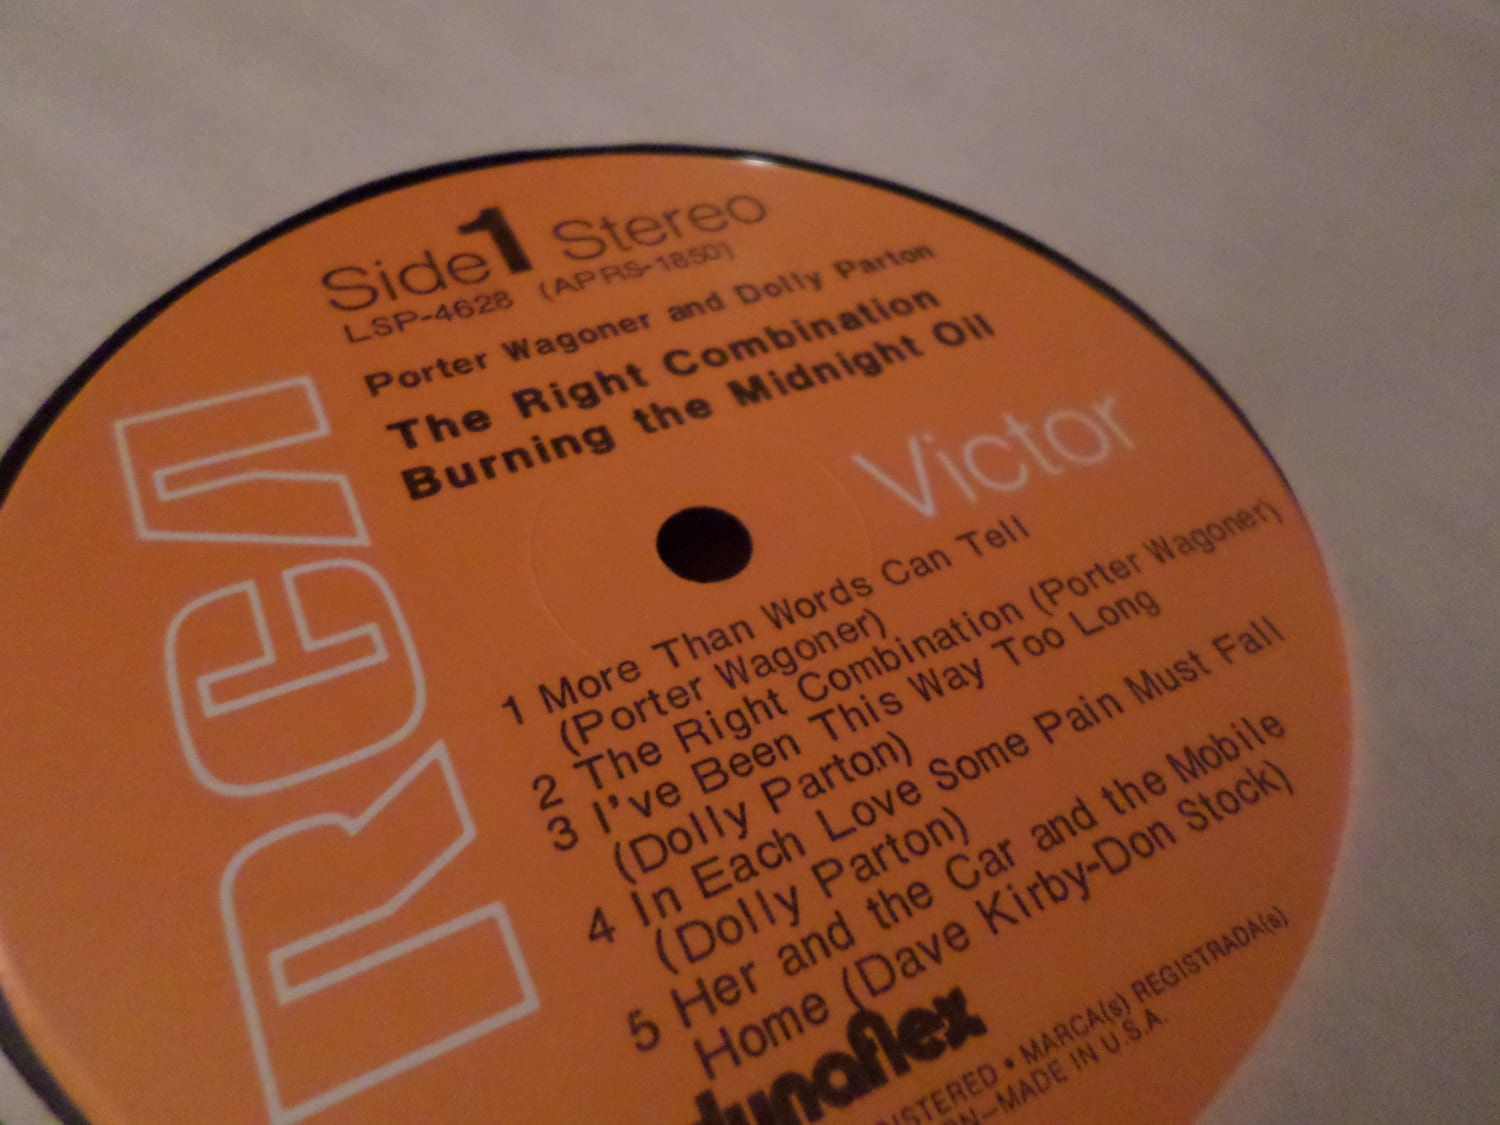 Side 1 Stereo
LSP-4628 (APRS-1850)
Porter Wagoner and Dolly Parton
The Right Combination
Burning the Midnight Oil
RCA
Victor
1 More Than Words Can Tell
(Porter Wagoner)
2 The Right Combination (Porter Wagoner)
3 I've Been This Way Too Long
(Dolly Parton)
4 In Each Love Some Pain Must Fall
(Dolly Parton)
5 Her and the Car and the Mobile
Home (Dave Kirby-Don Stock)
dynaflex
• MARCA(s) REGISTRADA(s)
—MADE IN U.S.A.